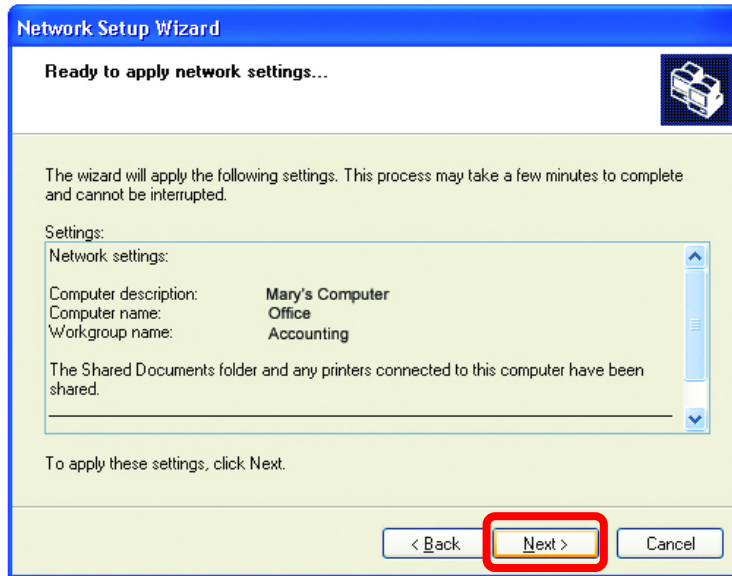 Network Setup Wizard
Ready to apply network settings...
The wizard will apply the following settings. This process may take a few minutes to complete
and cannot be interrupted.
Settings:
Network settings:
Computer description: Mary's Computer
Computer name: Office
Workgroup name: Accounting
The Shared Documents folder and any printers connected to this computer have been
shared.
To apply these settings, click Next.
< Back Next > Cancel